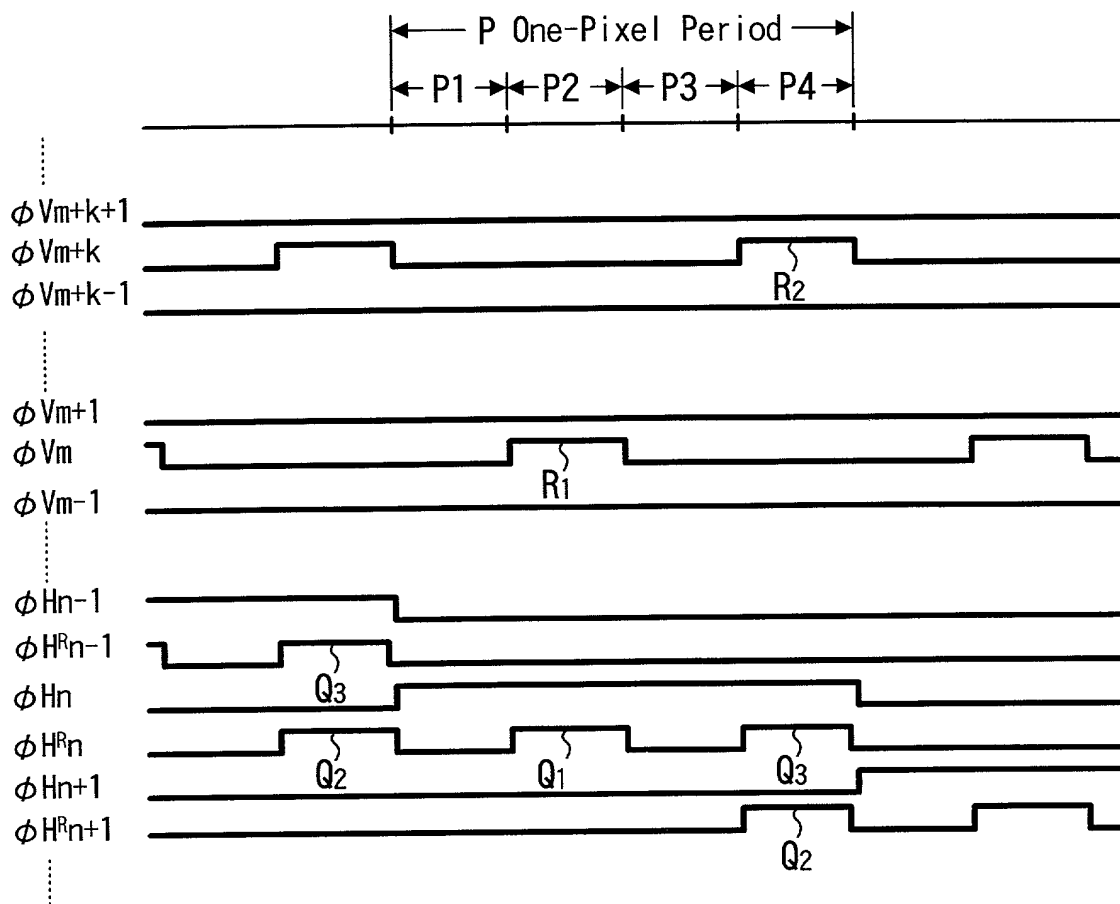 P One-Pixel Period
P1 P2 P3 P4
φVm+k+1
φVm+k
R2
φVm+k-1
φVm+1
φVm
R1
φVm-1
φHn-1
φHᴿn-1
Q3
φHn
φHᴿn
Q2 Q1 Q3
φHn+1
φHᴿn+1
Q2